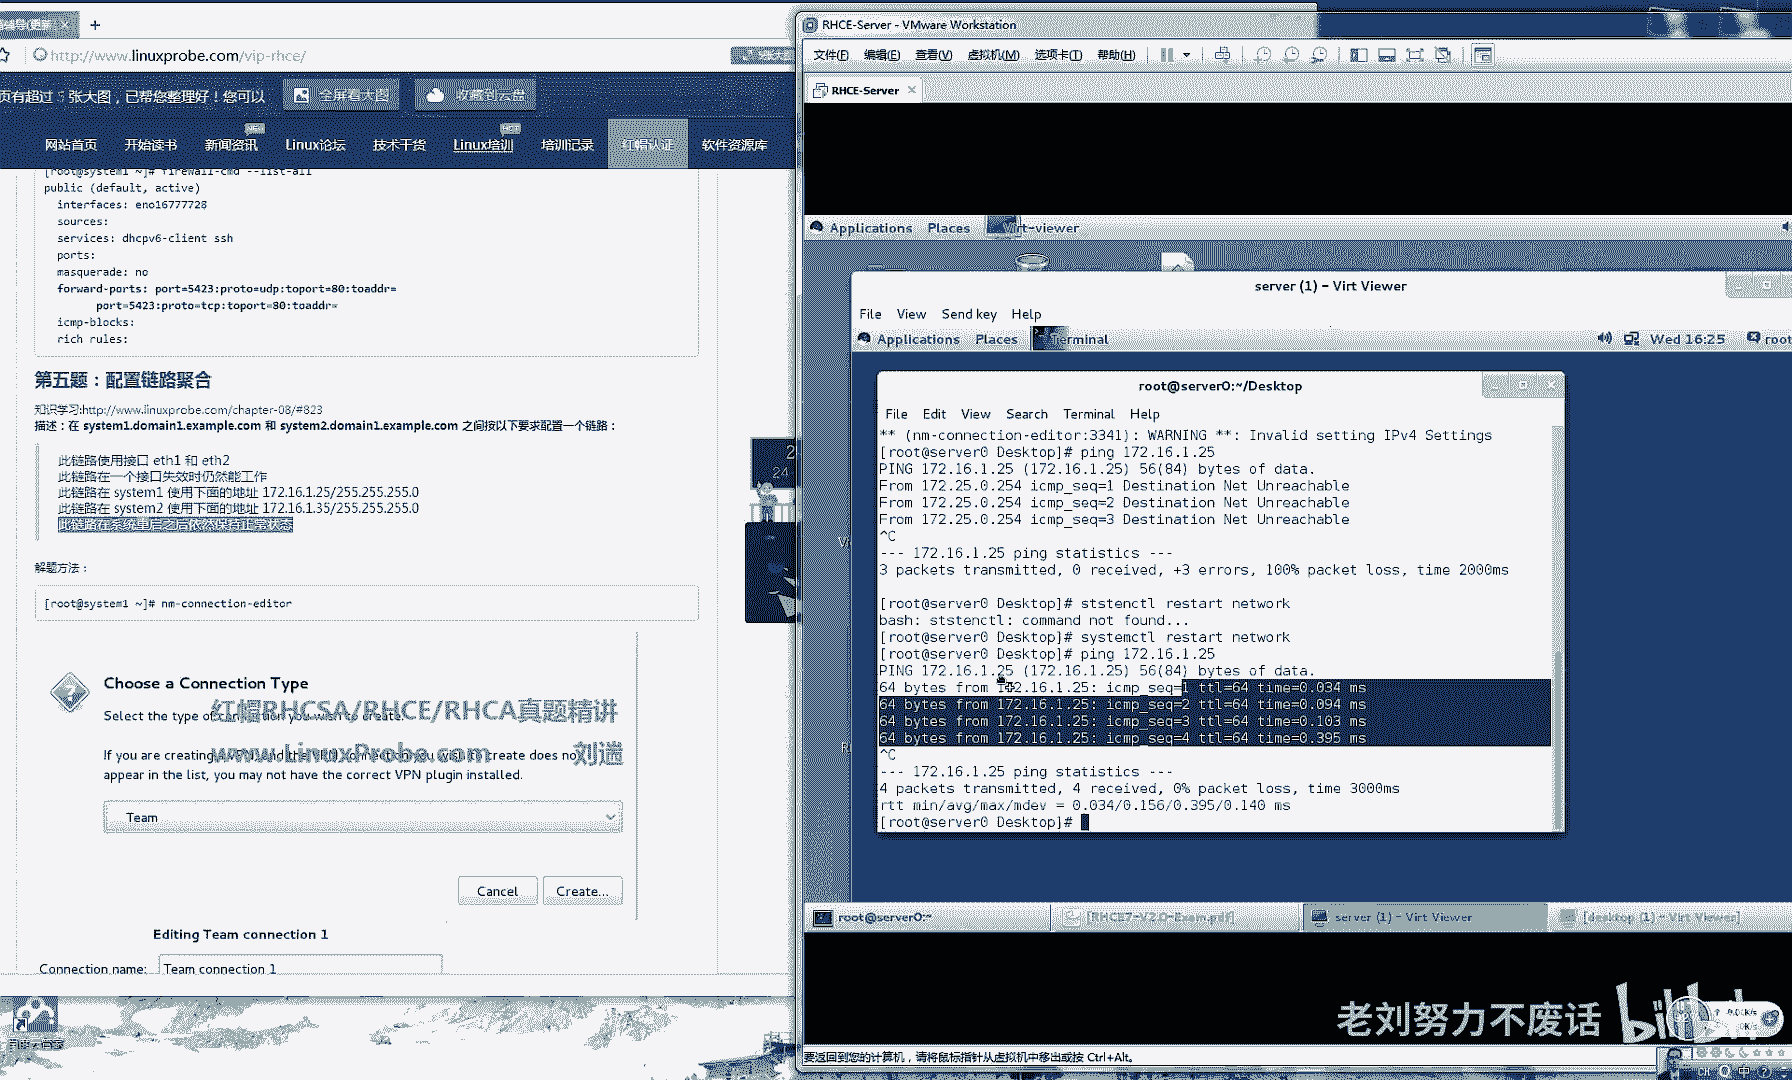 http://www.linuxprobe.com/vip-rhce/
页有超过 5 张大图，已帮您整理好！您可以
全屏看大图
收藏到云盘
网站首页
开始读书
新闻资讯
NEW
Linux论坛
技术干货
Linux培训
HOT
培训记录
红帽认证
软件资源库
[root@system1 ~]# firewall-cmd --list-all
public (default, active)
interfaces: eno16777728
sources:
services: dhcpv6-client ssh
ports:
masquerade: no
forward-ports: port=5423:proto=udp:toport=80:toaddr=
port=5423:proto=tcp:toport=80:toaddr=
icmp-blocks:
rich rules:
第五题：配置链路聚合
知识学习:http://www.linuxprobe.com/chapter-08/#823
描述：在 system1.domain1.example.com 和 system2.domain1.example.com 之间按以下要求配置一个链路：
此链路使用接口 eth1 和 eth2
此链路在一个接口失效时仍然能工作
此链路在 system1 使用下面的地址 172.16.1.25/255.255.255.0
此链路在 system2 使用下面的地址 172.16.1.35/255.255.255.0
此链路在系统重启之后依然保持正常状态
解题方法：
[root@system1 ~]# nm-connection-editor
Choose a Connection Type
Select the type of connection you wish to create.
红帽RHCSA/RHCE/RHCA真题精讲
If you are creating a VPN, and the VPN connection you wish to create does no
www.LinuxProbe.com
刘遄
appear in the list, you may not have the correct VPN plugin installed.
Team
Cancel
Create...
Editing Team connection 1
Connection name:
Team connection 1
RHCE-Server - VMware Workstation
文件(F)
编辑(E)
查看(V)
虚拟机(M)
选项卡(T)
帮助(H)
RHCE-Server
Applications
Places
Virt-viewer
server (1) - Virt Viewer
File
View
Send key
Help
Applications
Places
Terminal
Wed 16:25
root
root@server0:~/Desktop
File
Edit
View
Search
Terminal
Help
** (nm-connection-editor:3341): WARNING **: Invalid setting IPv4 Settings
[root@server0 Desktop]# ping 172.16.1.25
PING 172.16.1.25 (172.16.1.25) 56(84) bytes of data.
From 172.25.0.254 icmp_seq=1 Destination Net Unreachable
From 172.25.0.254 icmp_seq=2 Destination Net Unreachable
From 172.25.0.254 icmp_seq=3 Destination Net Unreachable
^C
--- 172.16.1.25 ping statistics ---
3 packets transmitted, 0 received, +3 errors, 100% packet loss, time 2000ms
[root@server0 Desktop]# ststenctl restart network
bash: ststenctl: command not found...
[root@server0 Desktop]# systemctl restart network
[root@server0 Desktop]# ping 172.16.1.25
PING 172.16.1.25 (172.16.1.25) 56(84) bytes of data.
64 bytes from 172.16.1.25: icmp_seq=1 ttl=64 time=0.034 ms
64 bytes from 172.16.1.25: icmp_seq=2 ttl=64 time=0.094 ms
64 bytes from 172.16.1.25: icmp_seq=3 ttl=64 time=0.103 ms
64 bytes from 172.16.1.25: icmp_seq=4 ttl=64 time=0.395 ms
^C
--- 172.16.1.25 ping statistics ---
4 packets transmitted, 4 received, 0% packet loss, time 3000ms
rtt min/avg/max/mdev = 0.034/0.156/0.395/0.140 ms
[root@server0 Desktop]#
root@server0:~
[RHCE7-V2.0-Exam.pdf]
server (1) - Virt Viewer
[desktop (1) - Virt Viewer]
老刘努力不废话
bilibili
要返回到您的计算机，请将鼠标指针从虚拟机中移出或按 Ctrl+Alt。